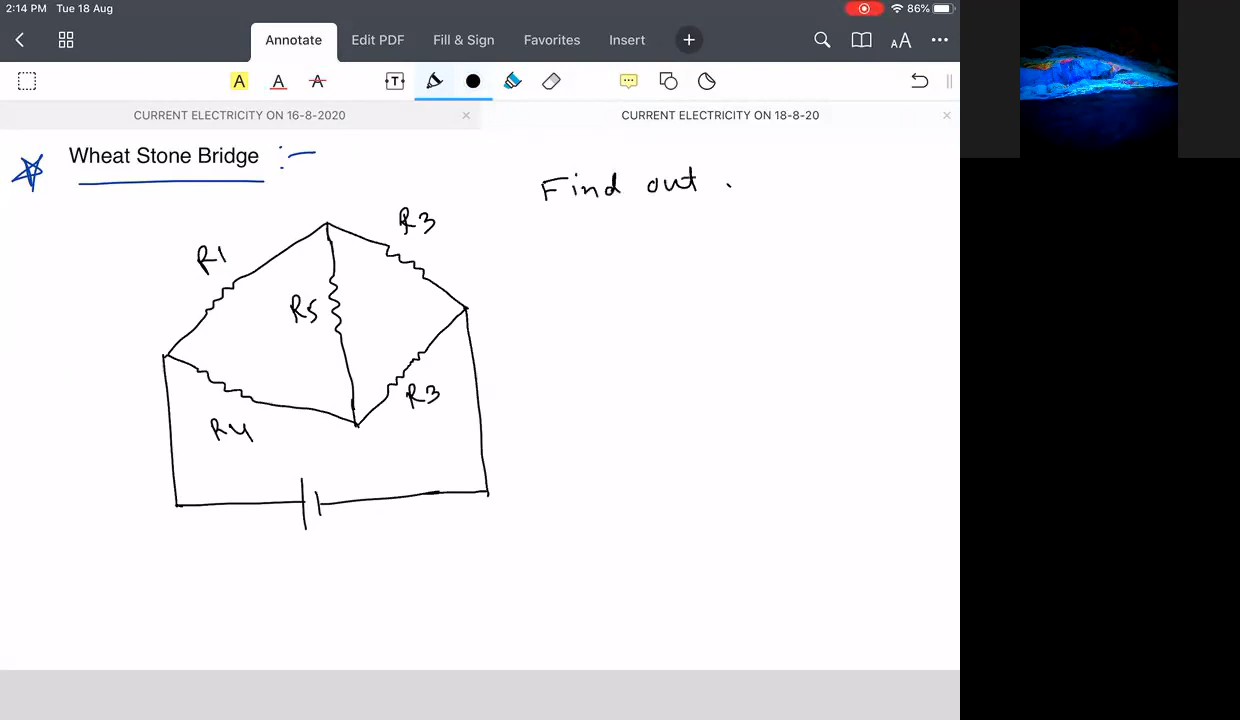 2:14 PM Tue 18 Aug 86%
Annotate Edit PDF Fill & Sign Favorites Insert
AA
A A A T
CURRENT ELECTRICITY ON 16-8-2020 CURRENT ELECTRICITY ON 18-8-20
Wheat Stone Bridge :-
Find out .
R1 R3
R5
R4 R3